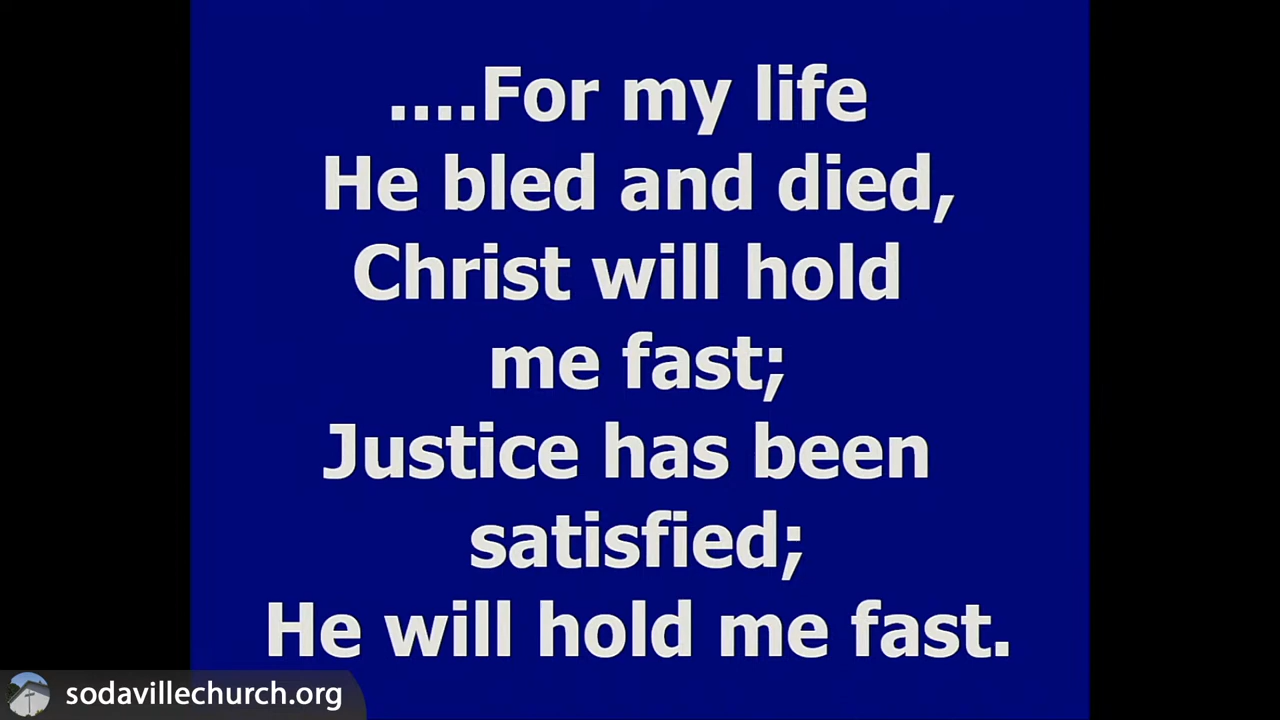 ....For my life
He bled and died,
Christ will hold
me fast;
Justice has been
satisfied;
He will hold me fast.
sodavillechurch.org